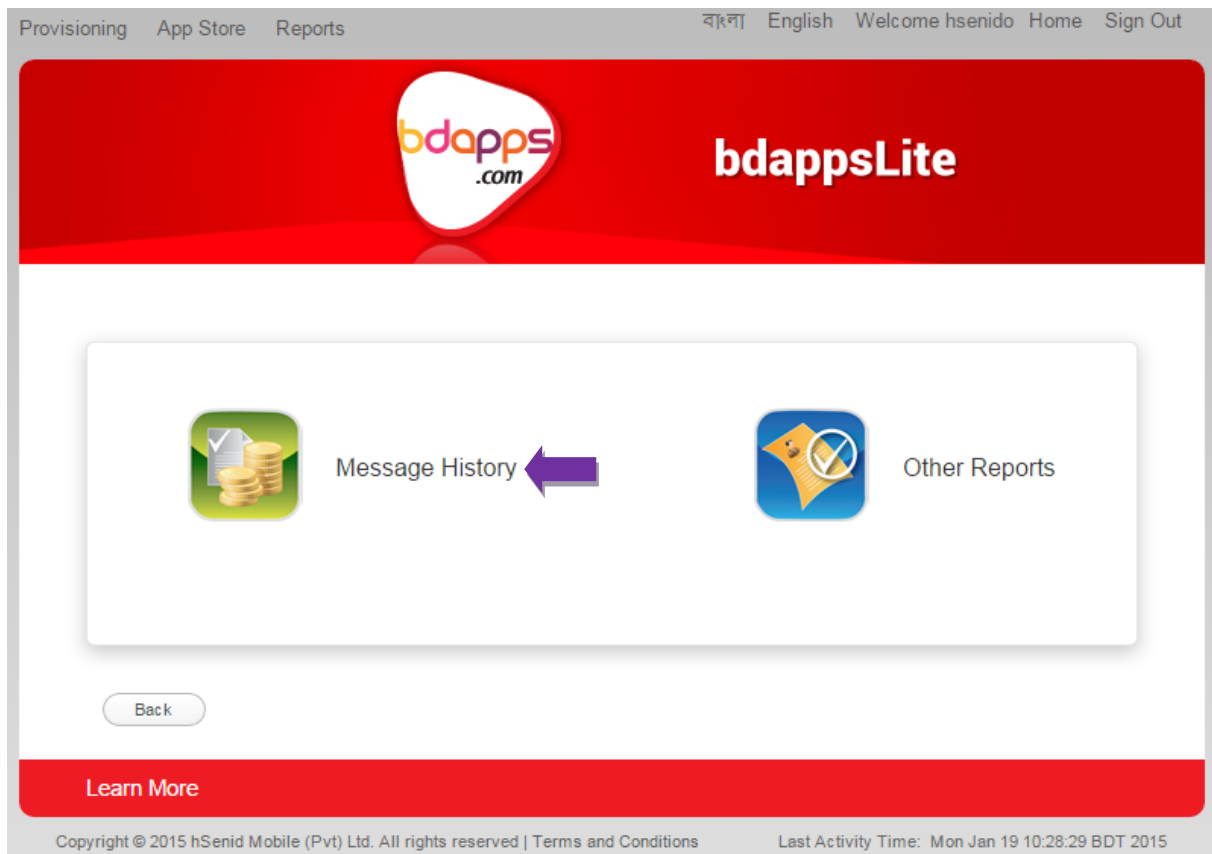 Provisioning App Store Reports বাংলা English Welcome hsenido Home Sign Out
bdapps
.com
bdappsLite
Message History
Other Reports
Back
Learn More
Copyright © 2015 hSenid Mobile (Pvt) Ltd. All rights reserved | Terms and Conditions Last Activity Time: Mon Jan 19 10:28:29 BDT 2015